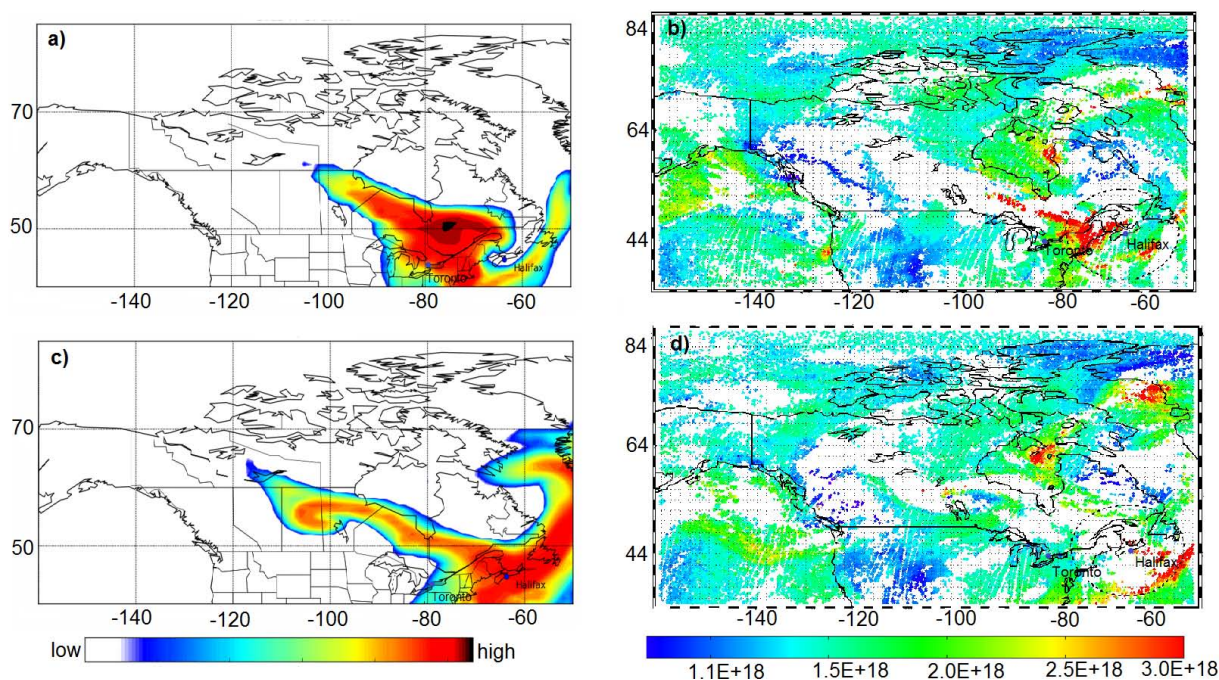 a)
70
50
-140 -120 -100 -80 -60
Toronto
Halifax
b)
84
64
44
-140 -120 -100 -80 -60
Toronto
Halifax
c)
70
50
-140 -120 -100 -80 -60
Toronto
Halifax
low high
d)
84
64
44
-140 -120 -100 -80 -60
Toronto
Halifax
1.1E+18 1.5E+18 2.0E+18 2.5E+18 3.0E+18